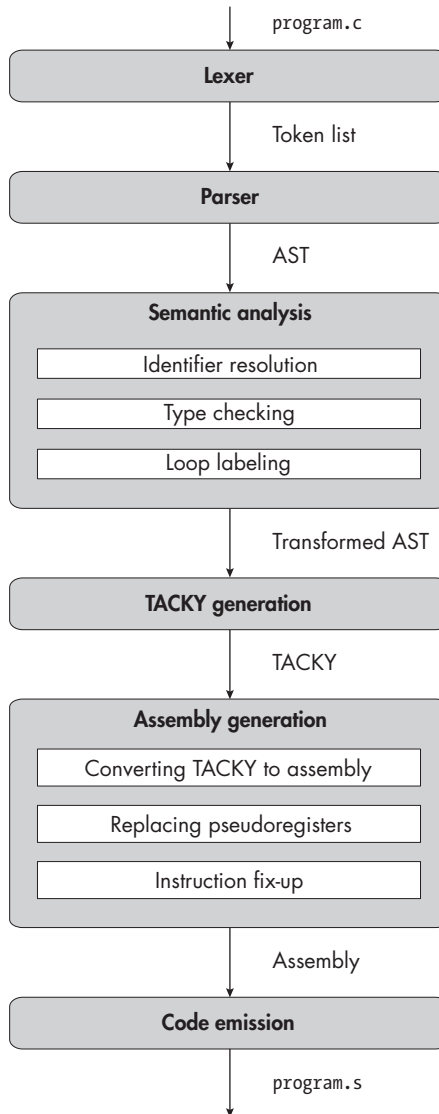 program.c
Lexer
Token list
Parser
AST
Semantic analysis
Identifier resolution
Type checking
Loop labeling
Transformed AST
TACKY generation
TACKY
Assembly generation
Converting TACKY to assembly
Replacing pseudoregisters
Instruction fix-up
Assembly
Code emission
program.s